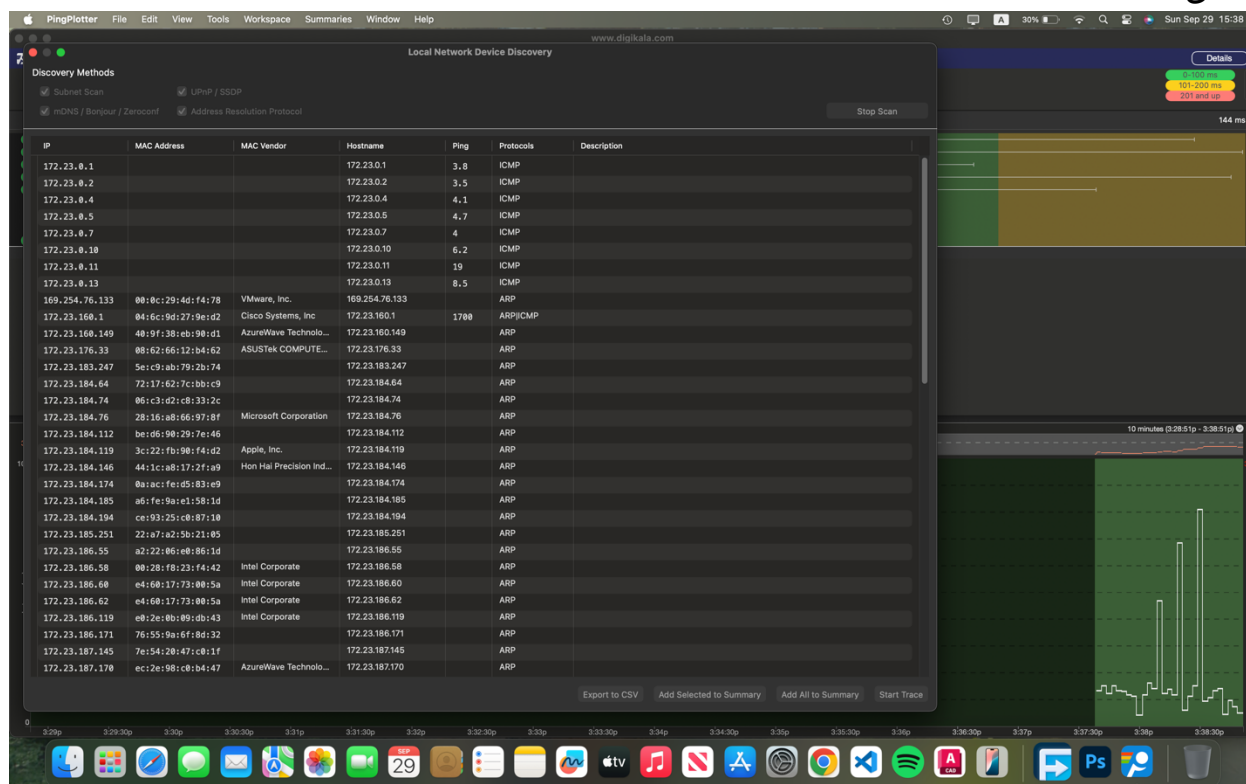 PingPlotter File Edit View Tools Workspace Summaries Window Help A 30% Sun Sep 29 15:38
www.digikala.com
Local Network Device Discovery
Details
Discovery Methods
0-100 ms
101-200 ms
201 and up
Subnet Scan UPnP / SSDP
mDNS / Bonjour / Zeroconf Address Resolution Protocol Stop Scan
144 ms
IP MAC Address MAC Vendor Hostname Ping Protocols Description
172.23.0.1 172.23.0.1 3.8 ICMP
172.23.0.2 172.23.0.2 3.5 ICMP
172.23.0.4 172.23.0.4 4.1 ICMP
172.23.0.5 172.23.0.5 4.7 ICMP
172.23.0.7 172.23.0.7 4 ICMP
172.23.0.10 172.23.0.10 6.2 ICMP
172.23.0.11 172.23.0.11 19 ICMP
172.23.0.13 172.23.0.13 8.5 ICMP
169.254.76.133 00:0c:29:4d:f4:78 VMware, Inc. 169.254.76.133 ARP
172.23.160.1 04:6c:9d:27:9e:d2 Cisco Systems, Inc 172.23.160.1 1700 ARP|ICMP
172.23.160.149 40:9f:38:eb:90:d1 AzureWave Technolo... 172.23.160.149 ARP
172.23.176.33 08:62:66:12:b4:62 ASUSTek COMPUTE... 172.23.176.33 ARP
172.23.183.247 5e:c9:ab:79:2b:74 172.23.183.247 ARP
172.23.184.64 72:17:62:7c:bb:c9 172.23.184.64 ARP
172.23.184.74 06:c3:d2:c8:33:2c 172.23.184.74 ARP
172.23.184.76 28:16:a8:66:97:8f Microsoft Corporation 172.23.184.76 ARP
172.23.184.112 be:d6:90:29:7e:46 172.23.184.112 ARP
172.23.184.119 3c:22:fb:90:f4:d2 Apple, Inc. 172.23.184.119 ARP
172.23.184.146 44:1c:a8:17:2f:a9 Hon Hai Precision Ind... 172.23.184.146 ARP
172.23.184.174 0a:ac:fe:d5:83:e9 172.23.184.174 ARP
172.23.184.185 a6:fe:9a:e1:58:1d 172.23.184.185 ARP
172.23.184.194 ce:93:25:c0:87:10 172.23.184.194 ARP
172.23.185.251 22:a7:a2:5b:21:05 172.23.185.251 ARP
172.23.186.55 a2:22:06:e0:86:1d 172.23.186.55 ARP
172.23.186.58 00:28:f8:23:f4:42 Intel Corporate 172.23.186.58 ARP
172.23.186.60 e4:60:17:73:00:5a Intel Corporate 172.23.186.60 ARP
172.23.186.62 e4:60:17:73:00:5a Intel Corporate 172.23.186.62 ARP
172.23.186.119 e0:2e:0b:09:db:43 Intel Corporate 172.23.186.119 ARP
172.23.186.171 76:55:9a:6f:8d:32 172.23.186.171 ARP
172.23.187.145 7e:54:20:47:c0:1f 172.23.187.145 ARP
172.23.187.170 ec:2e:98:c0:b4:47 AzureWave Technolo... 172.23.187.170 ARP
10 minutes (3:28:51p - 3:38:51p)
Export to CSV Add Selected to Summary Add All to Summary Start Trace
0
3:29p 3:29:30p 3:30p 3:30:30p 3:31p 3:31:30p 3:32p 3:32:30p 3:33p 3:33:30p 3:34p 3:34:30p 3:35p 3:35:30p 3:36p 3:36:30p 3:37p 3:37:30p 3:38p 3:38:30p
SEP
29
tv
A
CAD
Ps